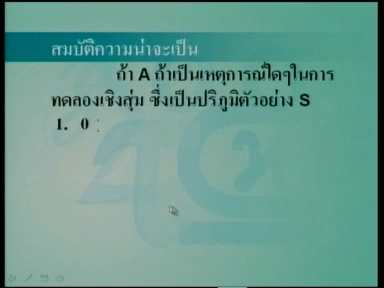 สมบัติความน่าจะเป็น
ถ้า A ถ้าเป็นเหตุการณ์ใดๆในการ
ทดลองเชิงสุ่ม ซึ่งเป็นปริภูมิตัวอย่าง S
1. 0